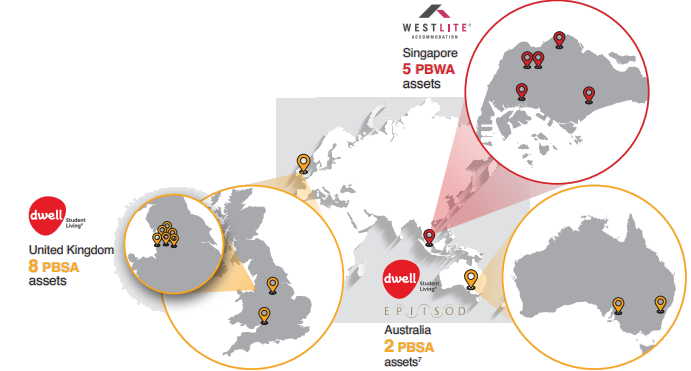 WESTLITE®
ACCOMMODATION
Singapore
5 PBWA
assets
dwell
Student
Living®
United Kingdom
8 PBSA
assets
dwell
Student
Living®
EPIISOD
Australia
2 PBSA
assets⁷